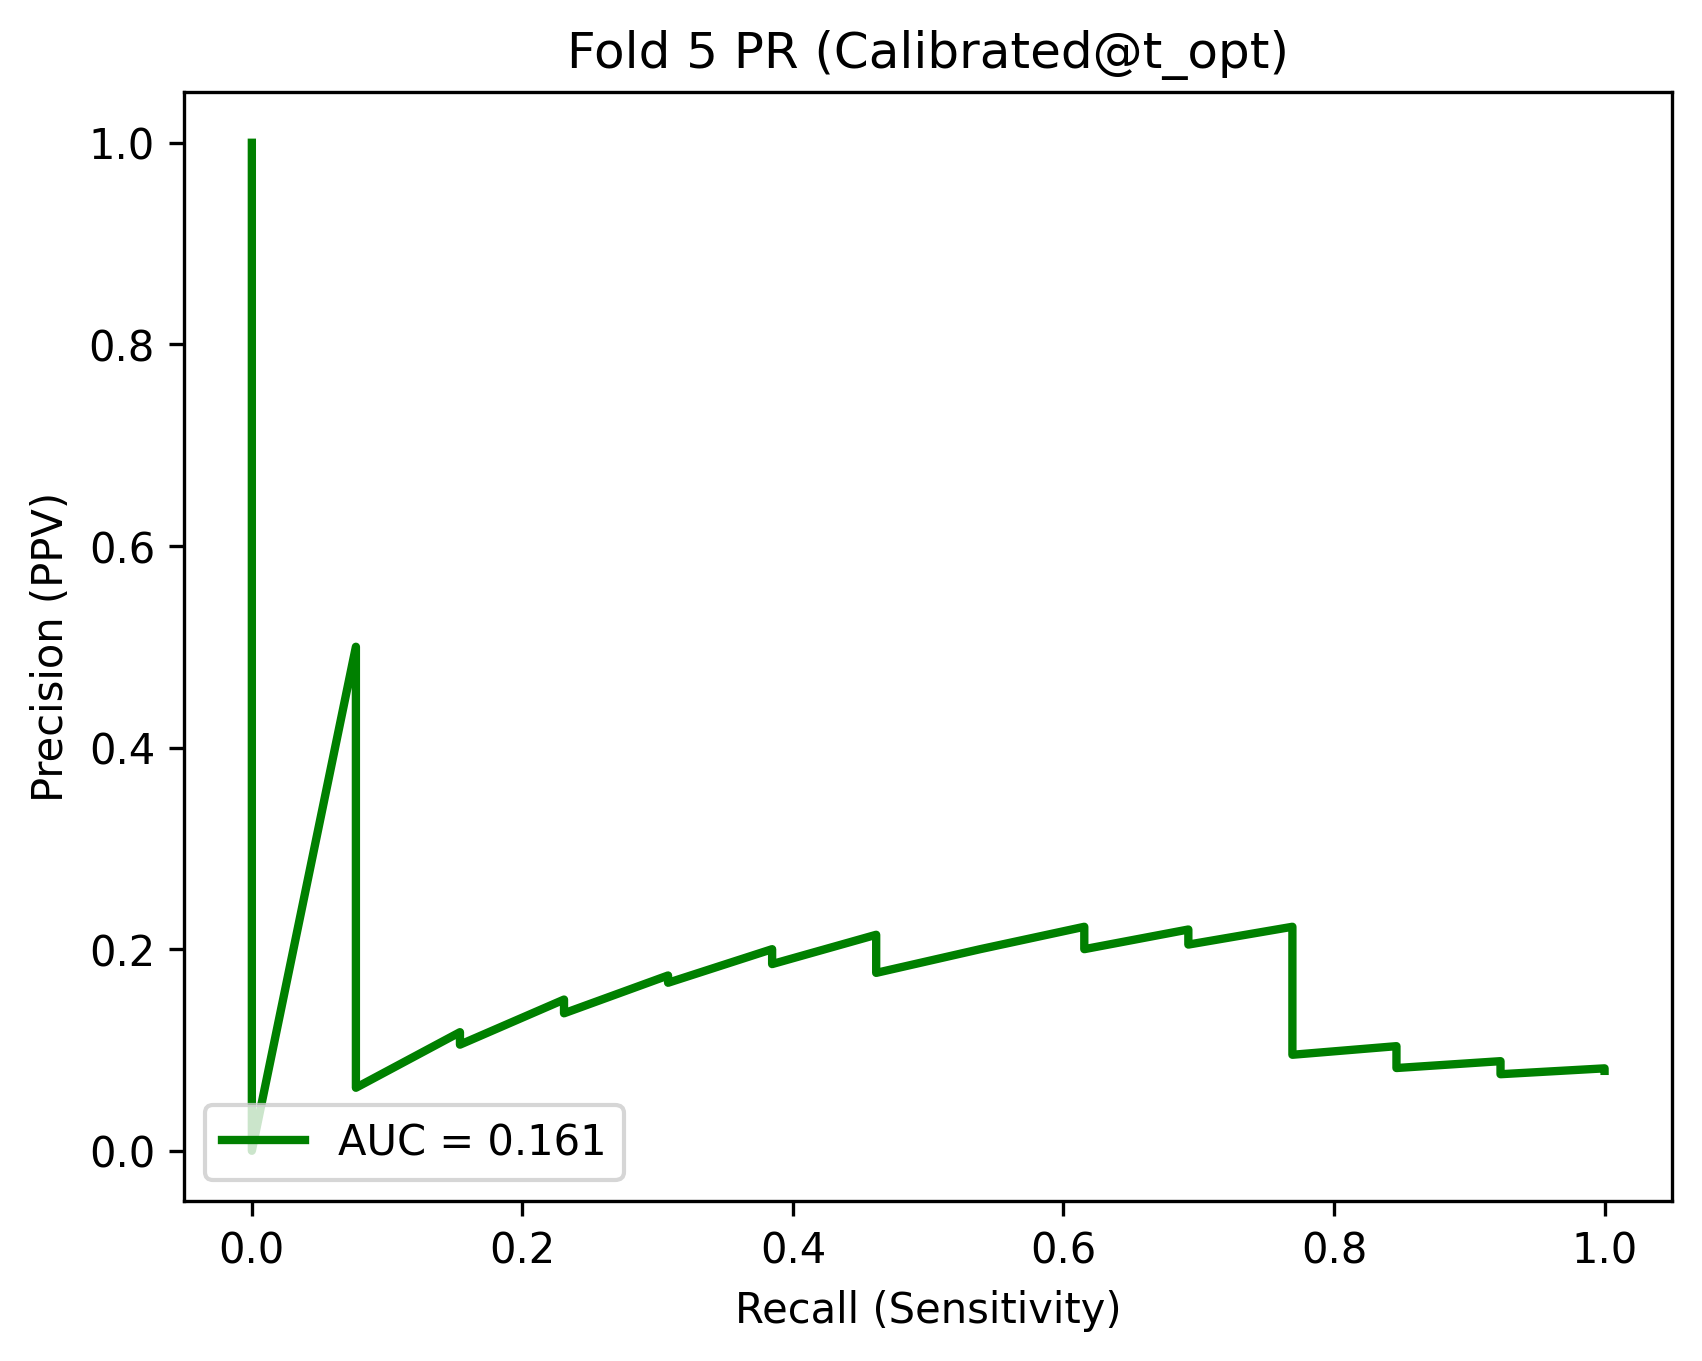 Fold 5 PR (Calibrated@t_opt)
Precision (PPV)
1.0
0.8
0.6
0.4
0.2
0.0
AUC = 0.161
0.0 0.2 0.4 0.6 0.8 1.0
Recall (Sensitivity)